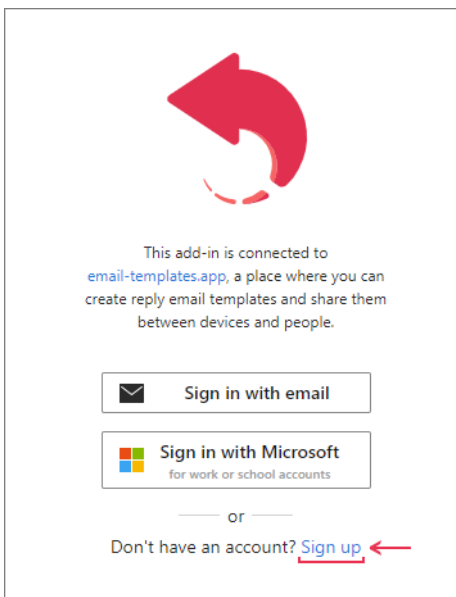 This add-in is connected to
email-templates.app, a place where you can
create reply email templates and share them
between devices and people.
Sign in with email
Sign in with Microsoft
for work or school accounts
or
Don't have an account? Sign up